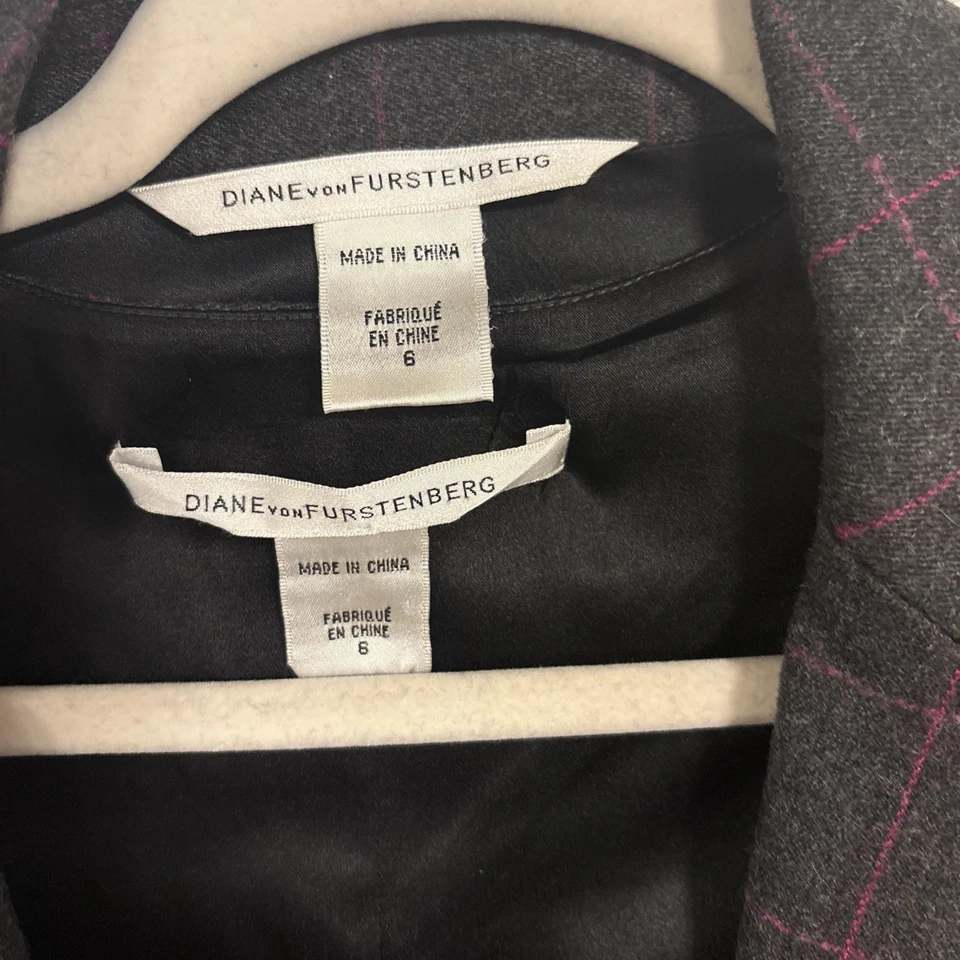 DIANE VON FURSTENBERG
MADE IN CHINA
FABRIQUÉ
EN CHINE
6
DIANE VON FURSTENBERG
MADE IN CHINA
FABRIQUÉ
EN CHINE
6